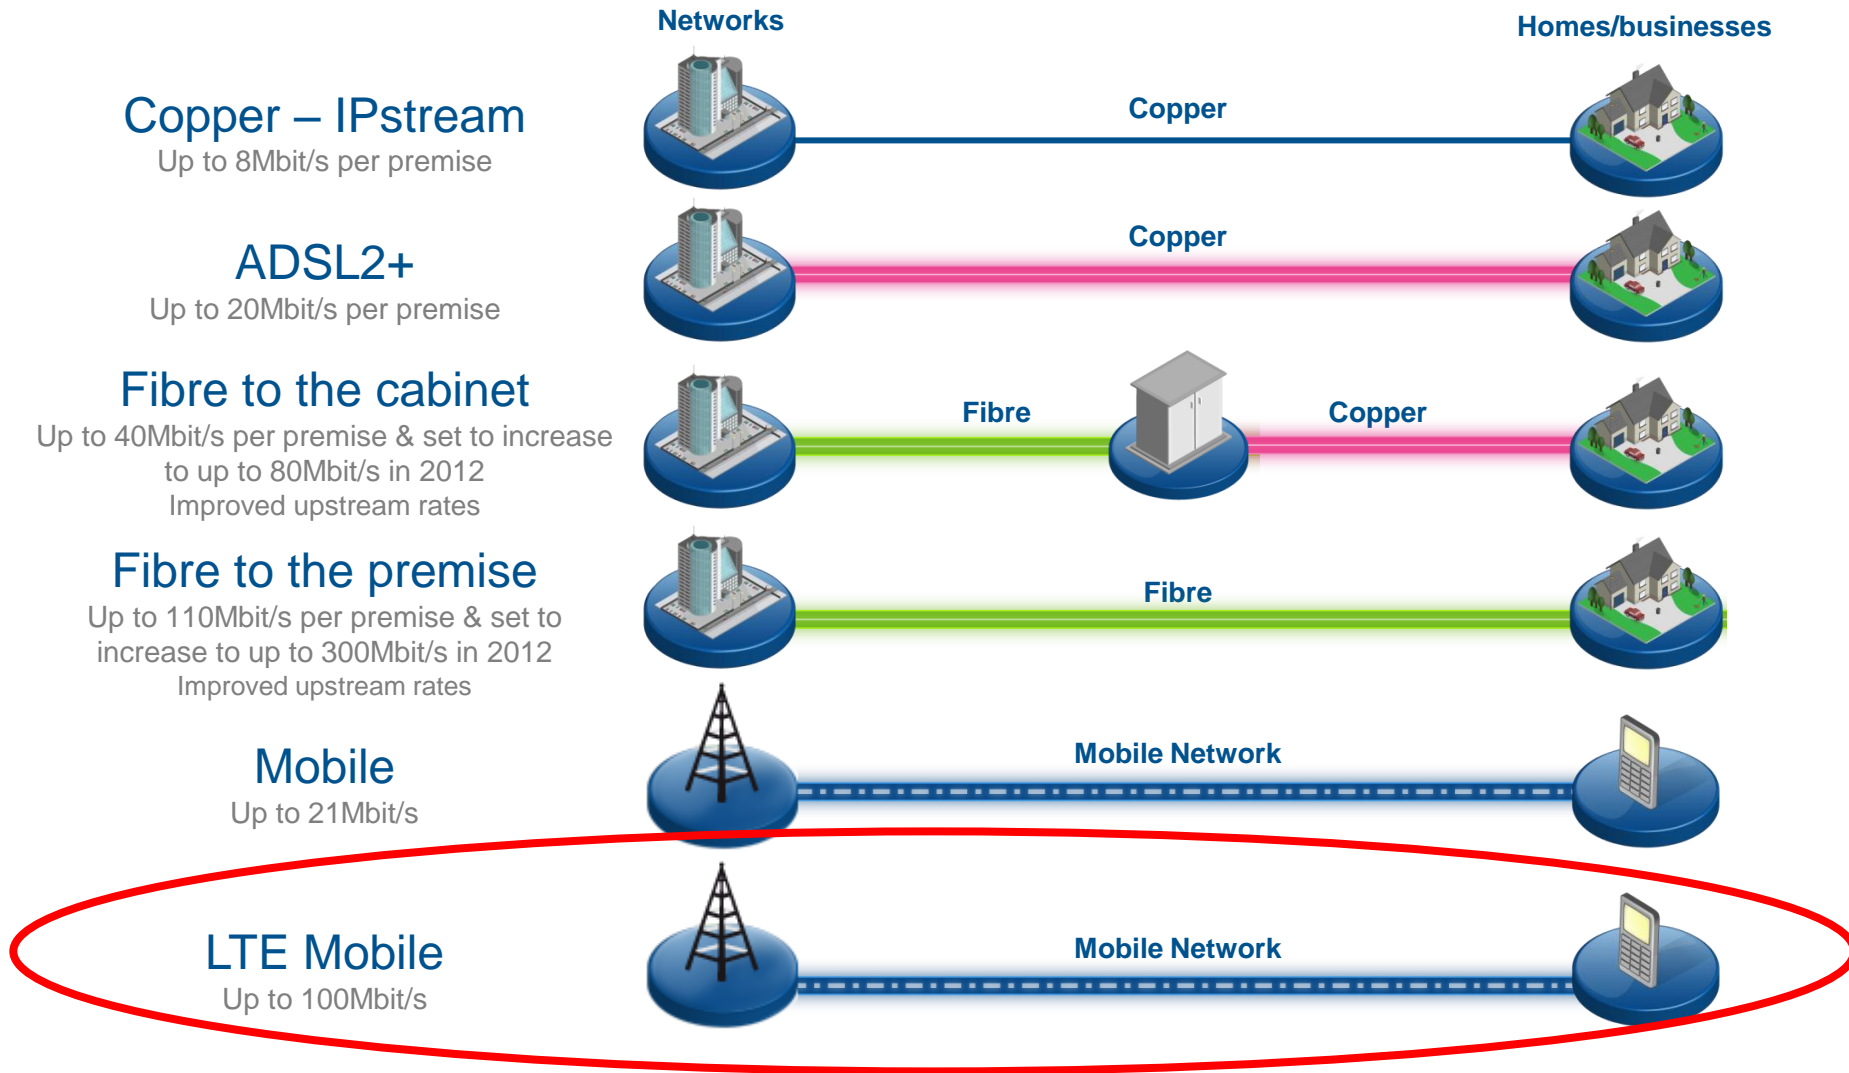 Networks
Homes/businesses
Copper – IPstream
Up to 8Mbit/s per premise
Copper
ADSL2+
Up to 20Mbit/s per premise
Copper
Fibre to the cabinet
Up to 40Mbit/s per premise & set to increase
to up to 80Mbit/s in 2012
Improved upstream rates
Fibre
Copper
Fibre to the premise
Up to 110Mbit/s per premise & set to
increase to up to 300Mbit/s in 2012
Improved upstream rates
Fibre
Mobile
Up to 21Mbit/s
Mobile Network
LTE Mobile
Up to 100Mbit/s
Mobile Network